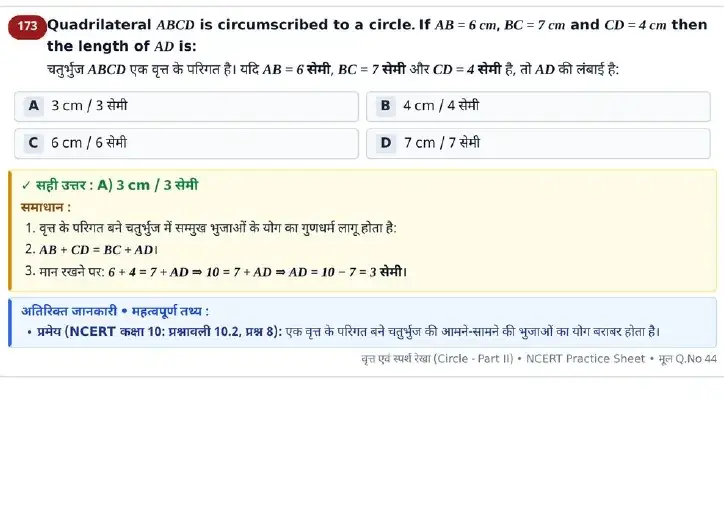 173 Quadrilateral ABCD is circumscribed to a circle. If AB = 6 cm, BC = 7 cm and CD = 4 cm then
the length of AD is:
चतुर्भुज ABCD एक वृत्त के परिगत है। यदि AB = 6 सेमी, BC = 7 सेमी और CD = 4 सेमी है, तो AD की लंबाई है:
A 3 cm / 3 सेमी
B 4 cm / 4 सेमी
C 6 cm / 6 सेमी
D 7 cm / 7 सेमी
✓ सही उत्तर : A) 3 cm / 3 सेमी
समाधान :
1. वृत्त के परिगत बने चतुर्भुज में सम्मुख भुजाओं के योग का गुणधर्म लागू होता है:
2. AB + CD = BC + AD।
3. मान रखने पर: 6 + 4 = 7 + AD ⇒ 10 = 7 + AD ⇒ AD = 10 − 7 = 3 सेमी।
अतिरिक्त जानकारी • महत्वपूर्ण तथ्य :
• प्रमेय (NCERT कक्षा 10: प्रश्नावली 10.2, प्रश्न 8): एक वृत्त के परिगत बने चतुर्भुज की आमने-सामने की भुजाओं का योग बराबर होता है।
वृत्त एवं स्पर्श रेखा (Circle - Part II) • NCERT Practice Sheet • मूल Q.No 44